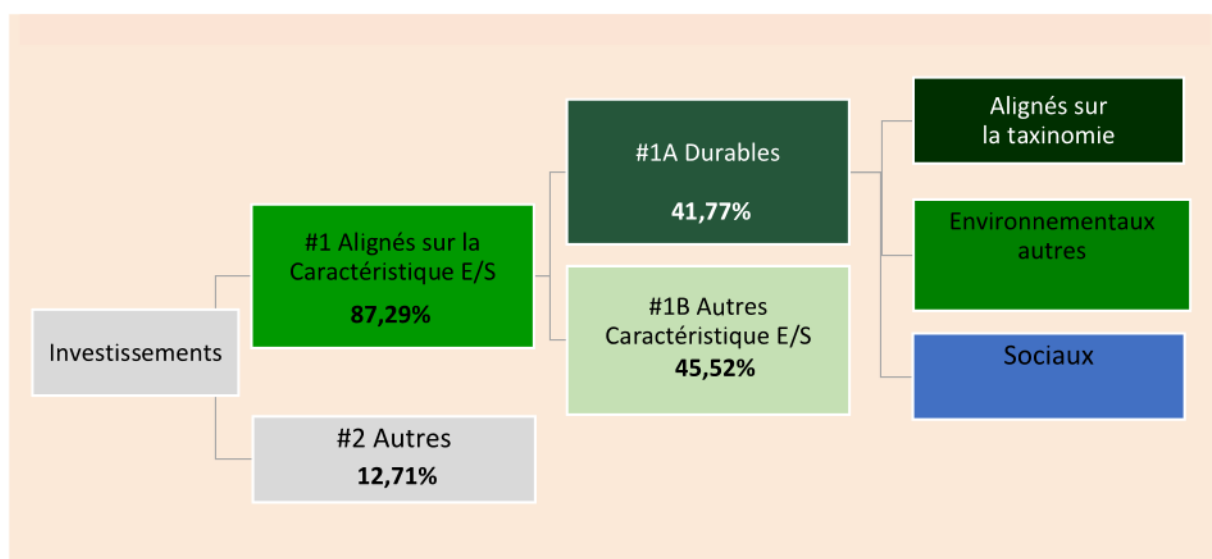 Investissements
#1 Alignés sur la
Caractéristique E/S
87,29%
#2 Autres
12,71%
#1A Durables
41,77%
#1B Autres
Caractéristique E/S
45,52%
Alignés sur
la taxinomie
Environnementaux
autres
Sociaux